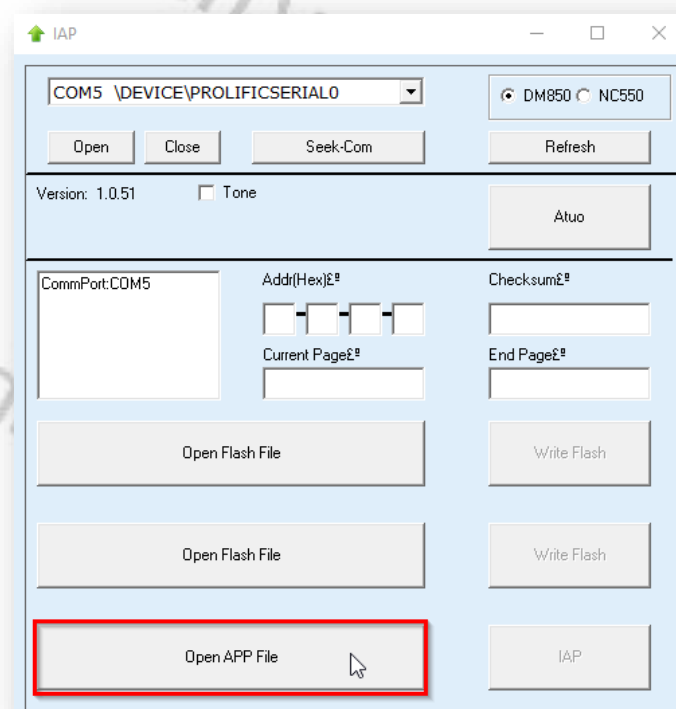 IAP
COM5 \DEVICE\PROLIFICSERIAL0
DM850 NC550
Open Close Seek-Com Refresh
Version: 1.0.51 Tone
Atuo
CommPort:COM5
Addr(Hex)£º
Checksum£º
Current Page£º
End Page£º
Open Flash File
Write Flash
Open Flash File
Write Flash
Open APP File
IAP